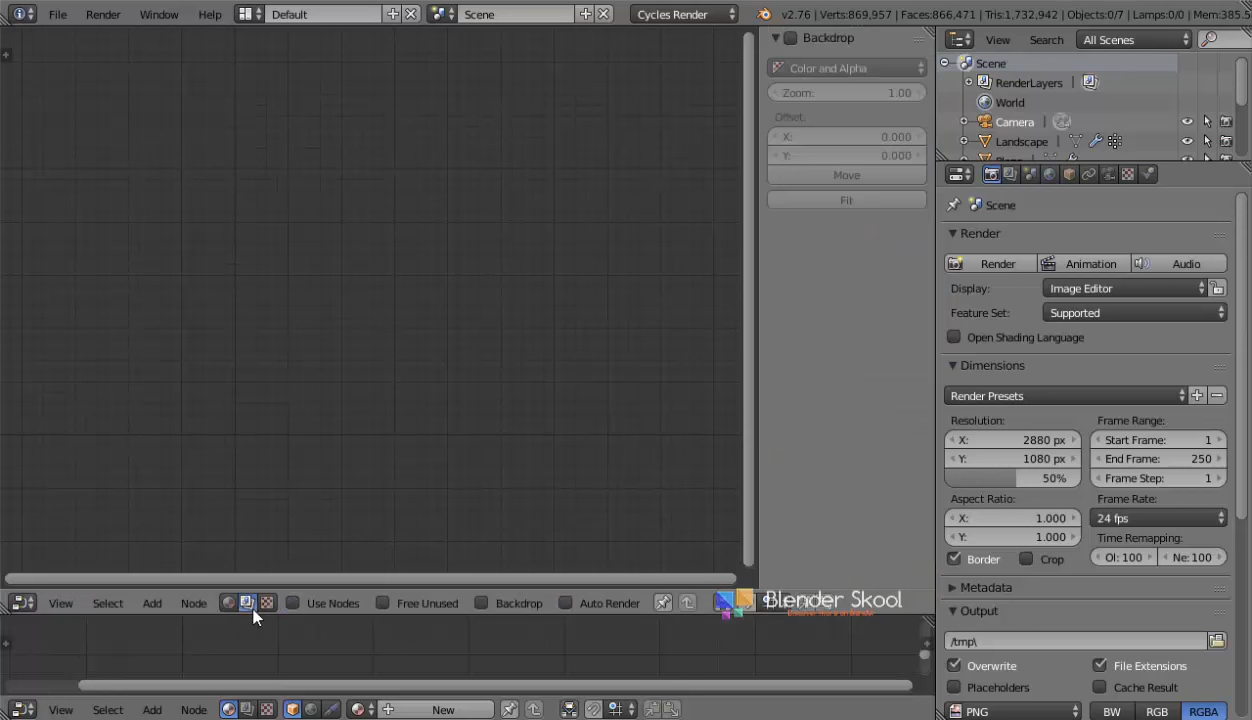 File Render Window Help Default Scene Cycles Render v2.76 | Verts:869,957 | Faces:866,471 | Tris:1,732,942 | Objects:0/7 | Lamps:0/0 | Mem:385.5
Backdrop
Color and Alpha
Zoom: 1.00
Offset:
X: 0.000
Y: 0.000
Move
Fit
View Search All Scenes
Scene
RenderLayers
World
Camera
Landscape
Scene
Render
Render Animation Audio
Display: Image Editor
Feature Set: Supported
Open Shading Language
Dimensions
Render Presets
Resolution: Frame Range:
X: 2880 px Start Frame: 1
Y: 1080 px End Frame: 250
50% Frame Step: 1
Aspect Ratio: Frame Rate:
X: 1.000 24 fps
Y: 1.000 Time Remapping:
Border Crop Ol: 100 Ne: 100
Metadata
Output
/tmp\
Overwrite File Extensions
Placeholders Cache Result
PNG BW RGB RGBA
View Select Add Node Use Nodes Free Unused Backdrop Auto Render
Blender Skool
View Select Add Node New